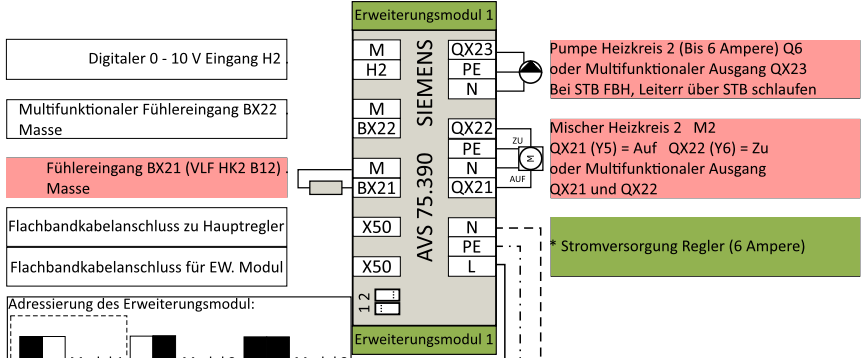 Erweiterungsmodul 1
Digitaler 0 - 10 V Eingang H2 .
Multifunktionaler Fühlereingang BX22 .
Masse
Fühlereingang BX21 (VLF HK2 B12) .
Masse
Flachbandkabelanschluss zu Hauptregler
Flachbandkabelanschluss für EW. Modul
Adressierung des Erweiterungsmodul:
M
H2
M
BX22
M
BX21
X50
X50
1 2
AVS 75.390 SIEMENS
QX23
PE
N
QX22
PE
N
QX21
N
PE
L
ZU
M
AUF
Pumpe Heizkreis 2 (Bis 6 Ampere) Q6
oder Multifunktionaler Ausgang QX23
Bei STB FBH, Leiterr über STB schlaufen
Mischer Heizkreis 2 M2
QX21 (Y5) = Auf QX22 (Y6) = Zu
oder Multifunktionaler Ausgang
QX21 und QX22
* Stromversorgung Regler (6 Ampere)
Erweiterungsmodul 1